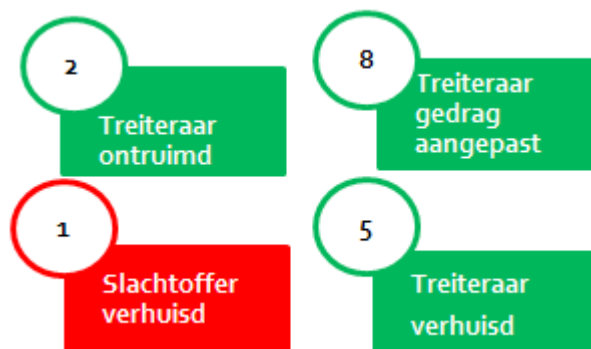 2
Treiteraar
ontruimd
8
Treiteraar
gedrag
aangepast
1
Slachtoffer
verhuisd
5
Treiteraar
verhuisd